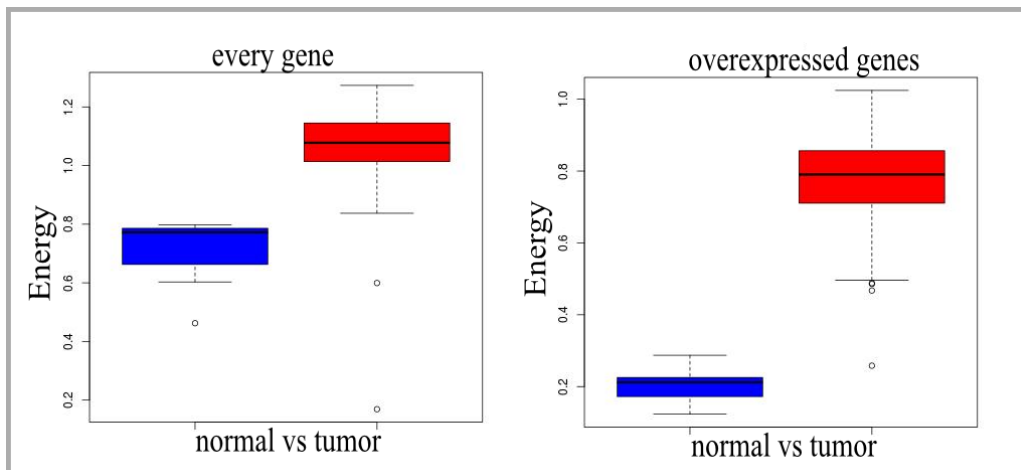 every gene
Energy
1.2
1.0
0.8
0.6
0.4
0.2
normal vs tumor
overexpressed genes
Energy
1.0
0.8
0.6
0.4
0.2
normal vs tumor